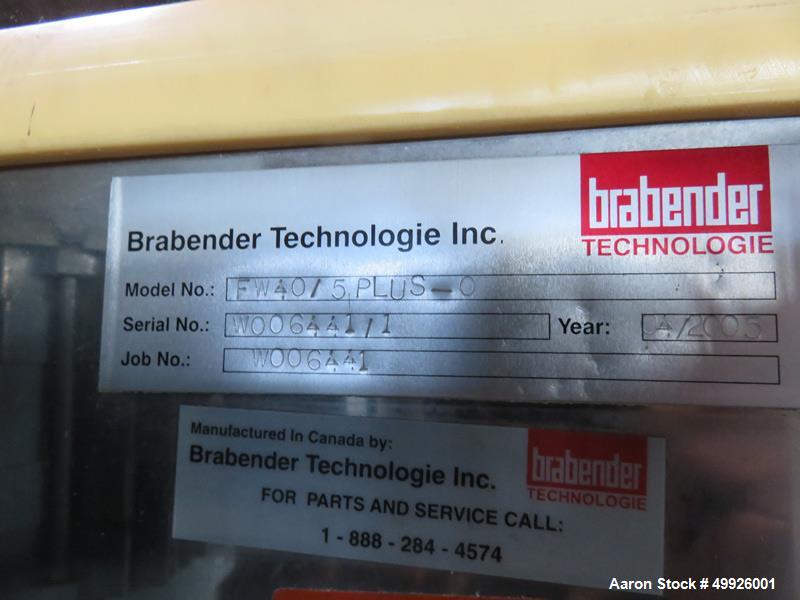 brabender
TECHNOLOGIE
Brabender Technologie Inc.
Model No.: FW40/5 PLUS-0
Serial No.: W006441/1 Year: 4/2005
Job No.: W006441
Manufactured In Canada by:
brabender
TECHNOLOGIE
Brabender Technologie Inc.
FOR PARTS AND SERVICE CALL:
1 - 888 - 284 - 4574
Aaron Stock # 49926001